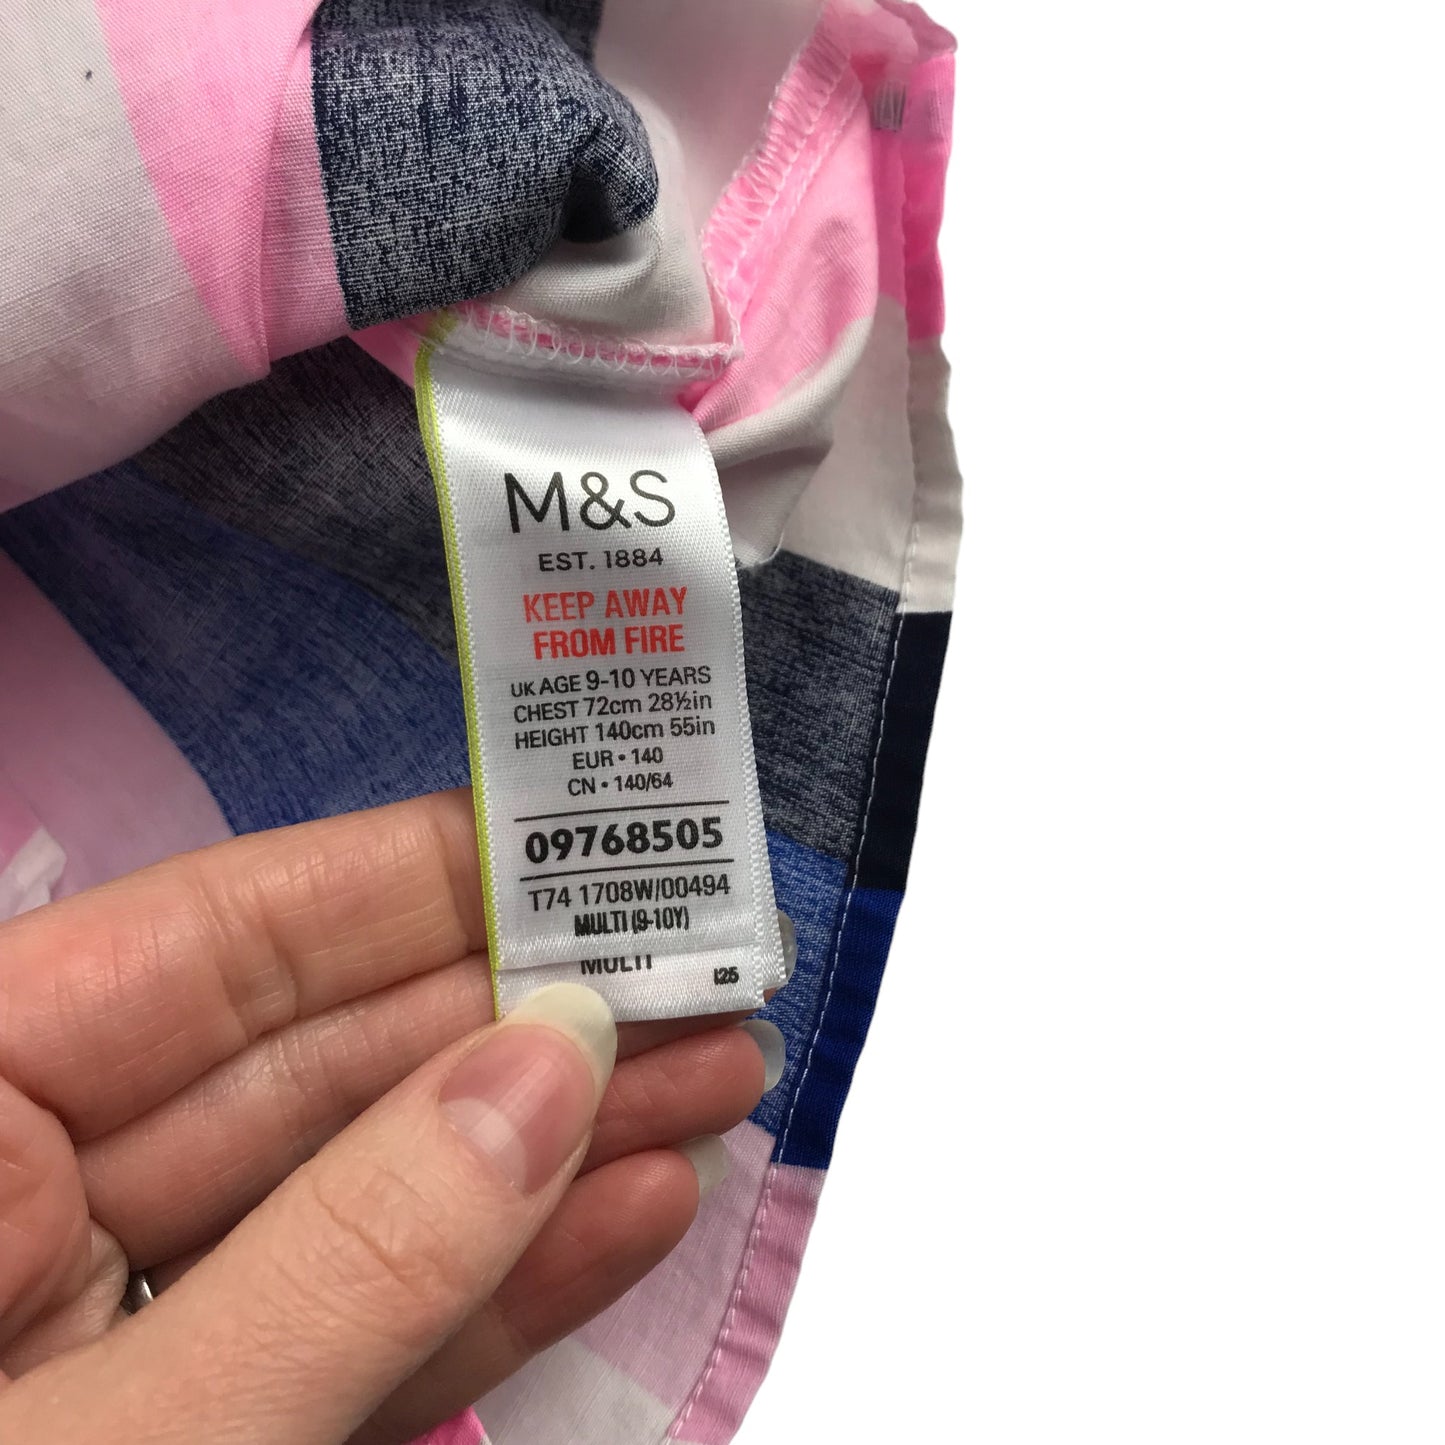 M&S
EST. 1884
KEEP AWAY
FROM FIRE
UK AGE 9-10 YEARS
CHEST 72cm 28½in
HEIGHT 140cm 55in
EUR • 140
CN • 140/64
09768505
T74 1708W/00494
MULTI (9-10Y)
MULTI
I25